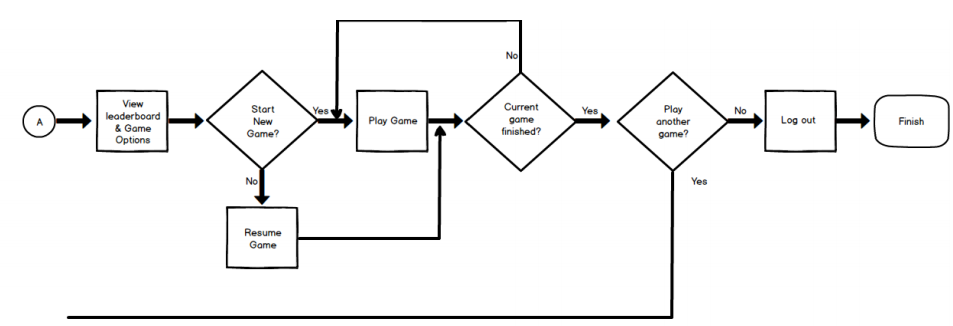 No
A
View
leaderboard
& Game
Options
Start
New
Game?
Yes
Play Game
Current
game
finished?
Yes
Play
another
game?
No
Log out
Finish
No
Yes
Resume
Game